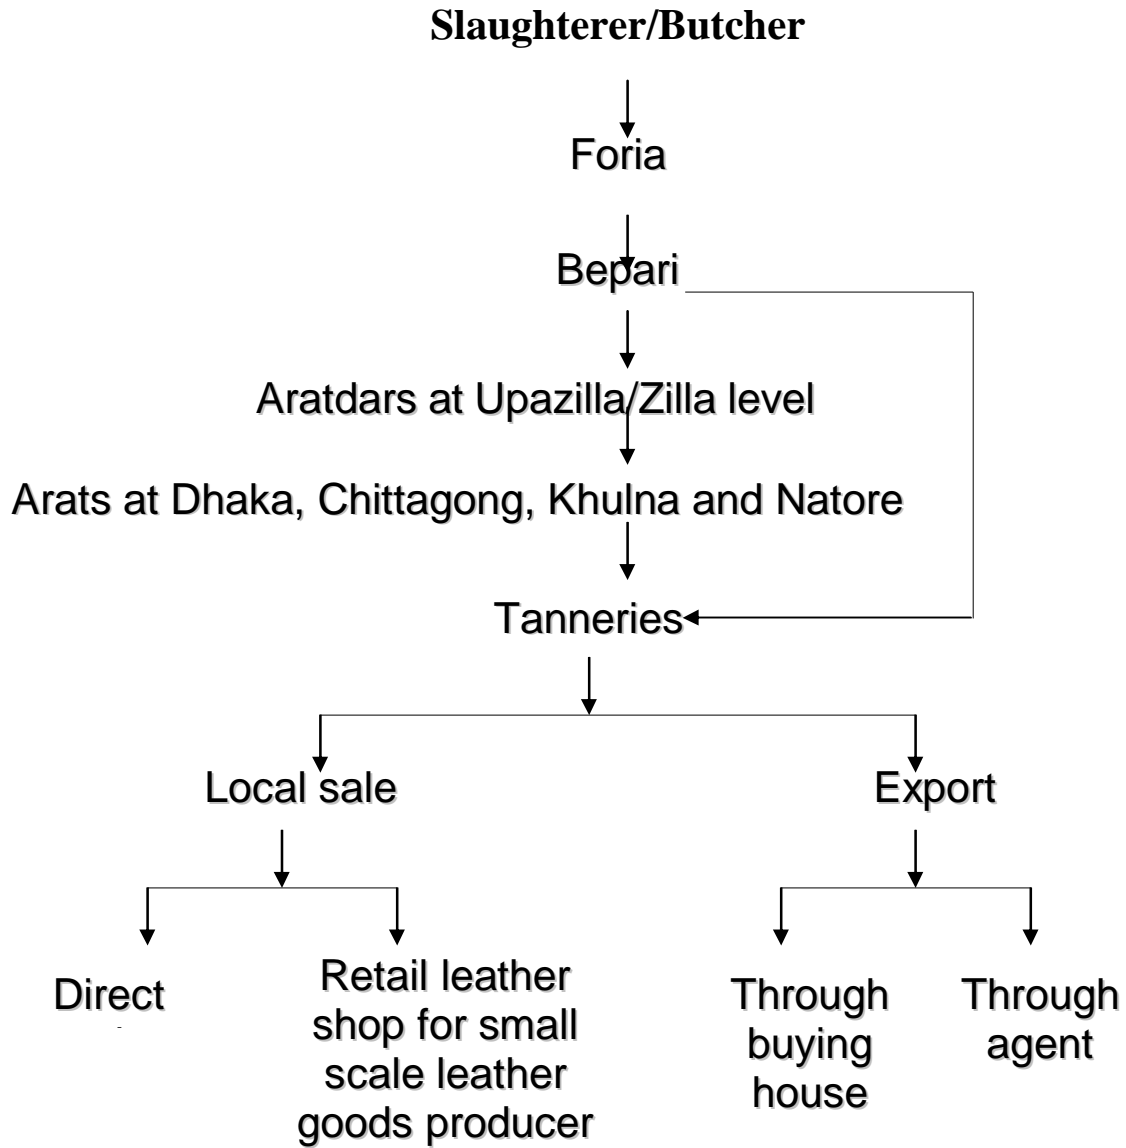 Slaughterer/Butcher
Foria
Bepari
Aratdars at Upazilla/Zilla level
Arats at Dhaka, Chittagong, Khulna and Natore
Tanneries
Local sale
Export
Direct
Retail leather
shop for small
scale leather
goods producer
Through
buying
house
Through
agent